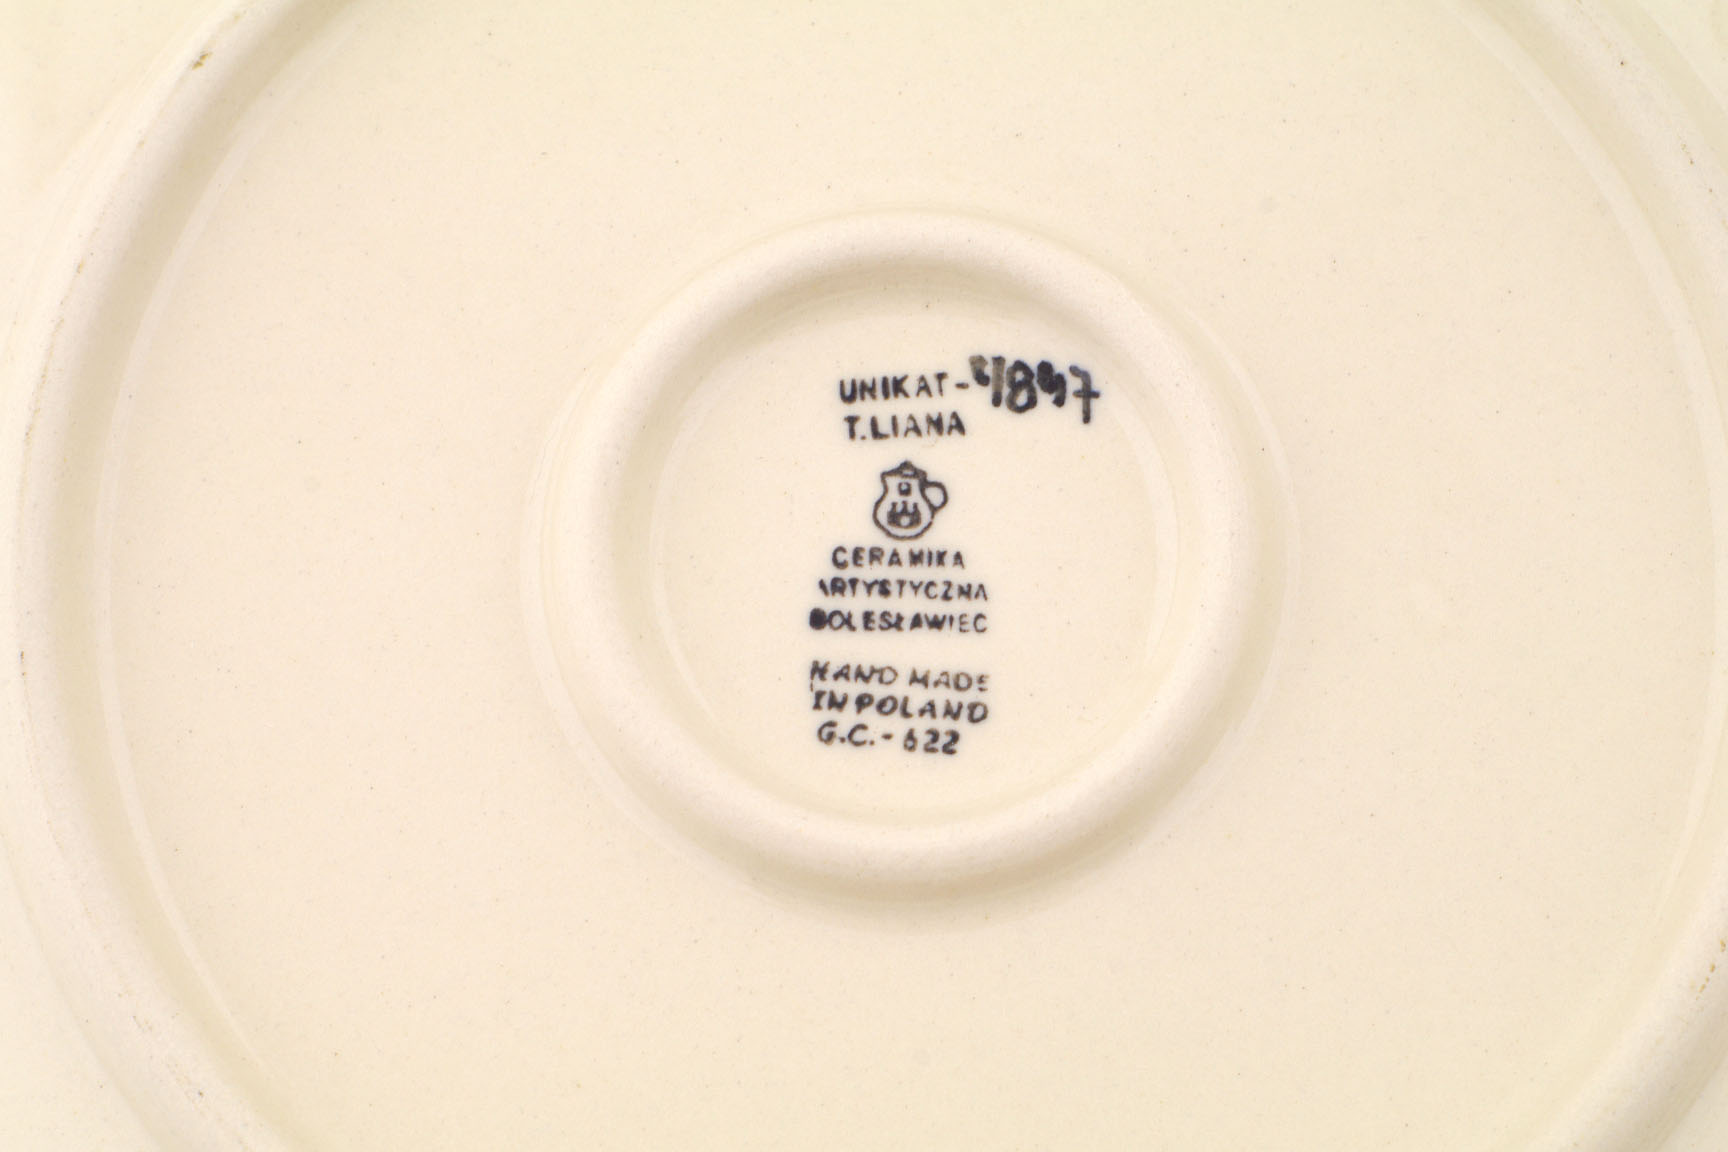 UNIKAT-
T.LIANA
CERAMIKA
ARTYSTYCZNA
BOLESŁAWIEC
HAND MADE
IN POLAND
G.C.-622